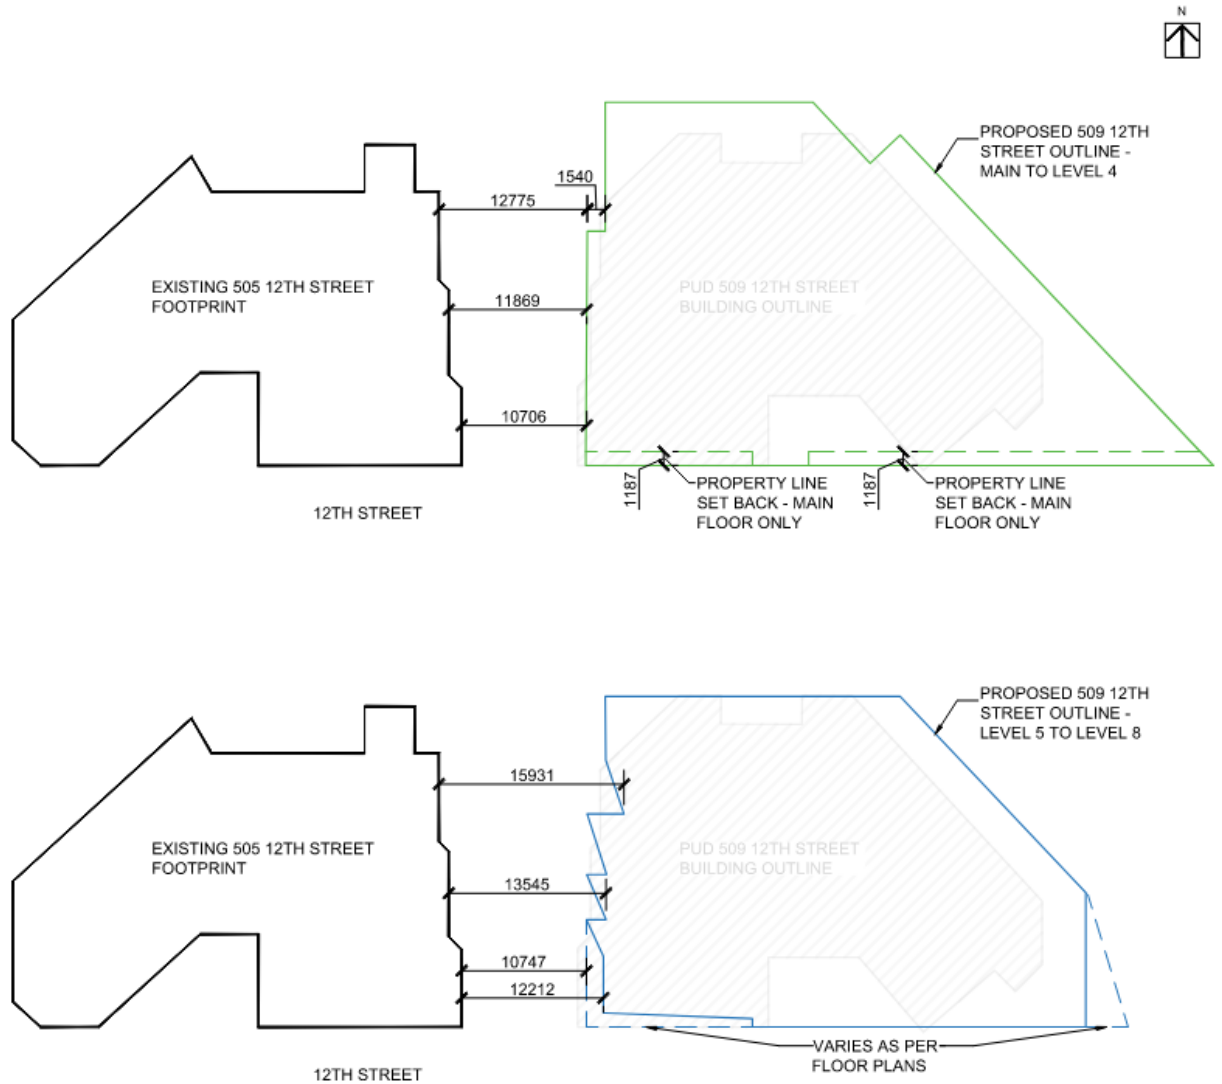 N
PROPOSED 509 12TH
STREET OUTLINE -
MAIN TO LEVEL 4
1540
12775
EXISTING 505 12TH STREET
FOOTPRINT
PUD 509 12TH STREET
BUILDING OUTLINE
11869
10706
1187
PROPERTY LINE
SET BACK - MAIN
FLOOR ONLY
1187
PROPERTY LINE
SET BACK - MAIN
FLOOR ONLY
12TH STREET
PROPOSED 509 12TH
STREET OUTLINE -
LEVEL 5 TO LEVEL 8
15931
EXISTING 505 12TH STREET
FOOTPRINT
PUD 509 12TH STREET
BUILDING OUTLINE
13545
10747
12212
VARIES AS PER
FLOOR PLANS
12TH STREET